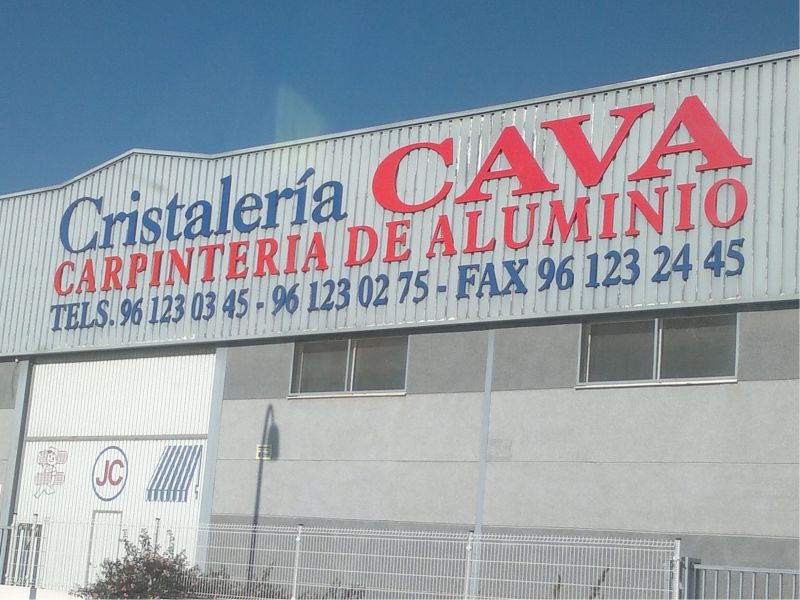 Cristalería CAVA
CARPINTERIA DE ALUMINIO
TELS. 96 123 03 45 - 96 123 02 75 - FAX 96 123 24 45
JC